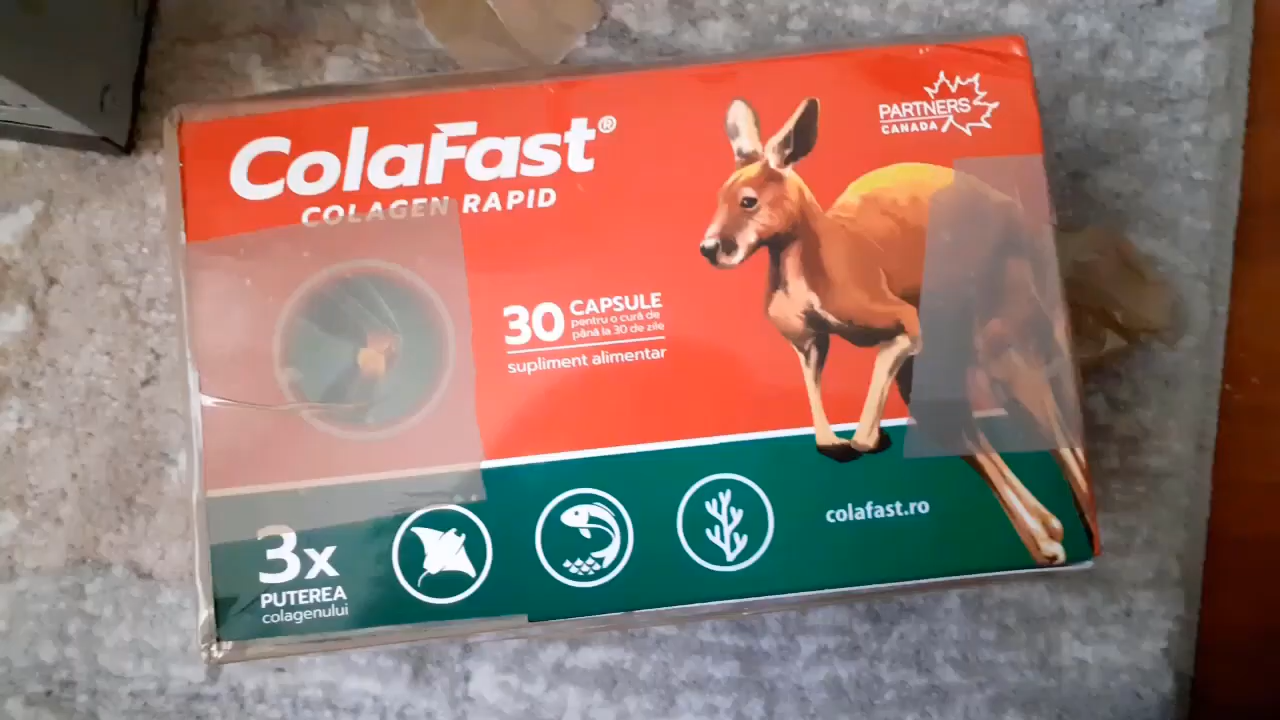 ColaFast®
COLAGEN RAPID
PARTNERS
CANADA
30 CAPSULE
pentru o cură de
până la 30 de zile
supliment alimentar
3x
PUTEREA
colagenului
colafast.ro